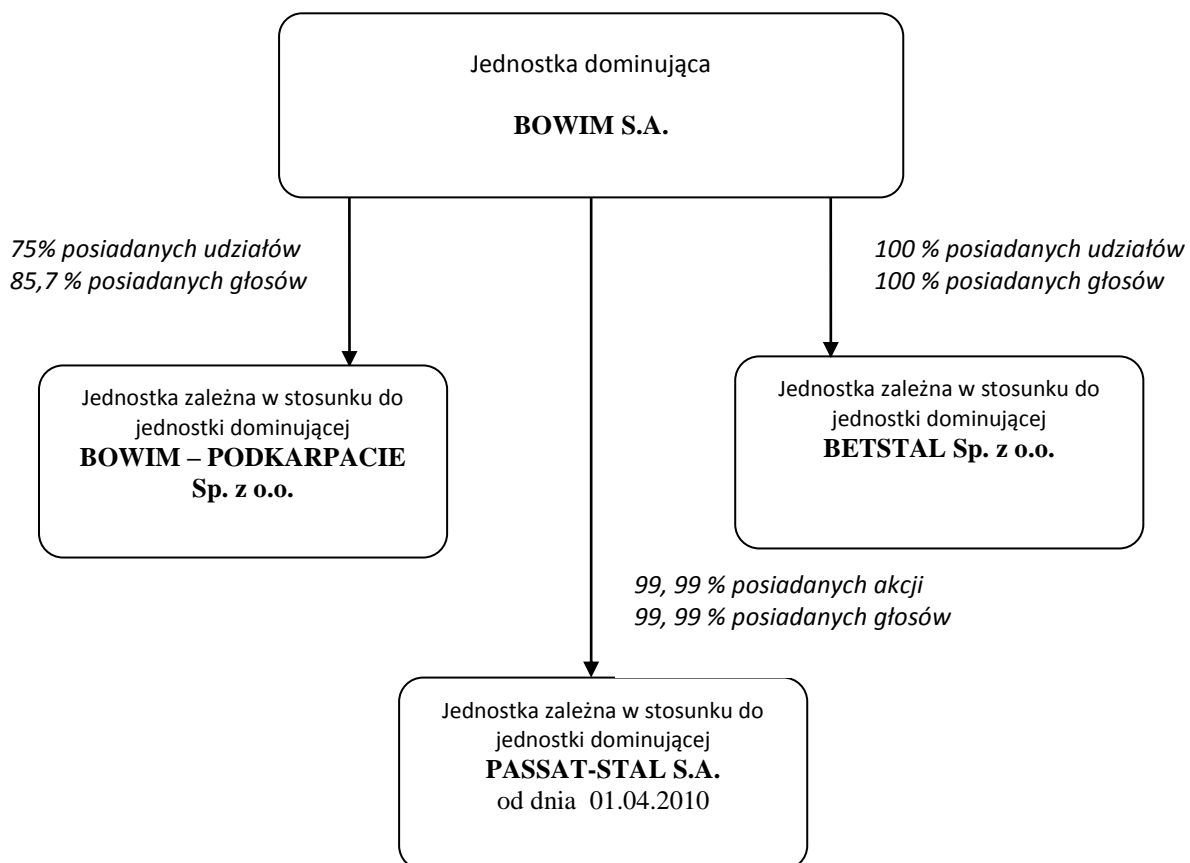 Jednostka dominująca
BOWIM S.A.
75% posiadanych udziałów
85,7 % posiadanych głosów
100 % posiadanych udziałów
100 % posiadanych głosów
Jednostka zależna w stosunku do
jednostki dominującej
BOWIM – PODKARPACIE
Sp. z o.o.
Jednostka zależna w stosunku do
jednostki dominującej
BETSTAL Sp. z o.o.
99, 99 % posiadanych akcji
99, 99 % posiadanych głosów
Jednostka zależna w stosunku do
jednostki dominującej
PASSAT-STAL S.A.
od dnia 01.04.2010